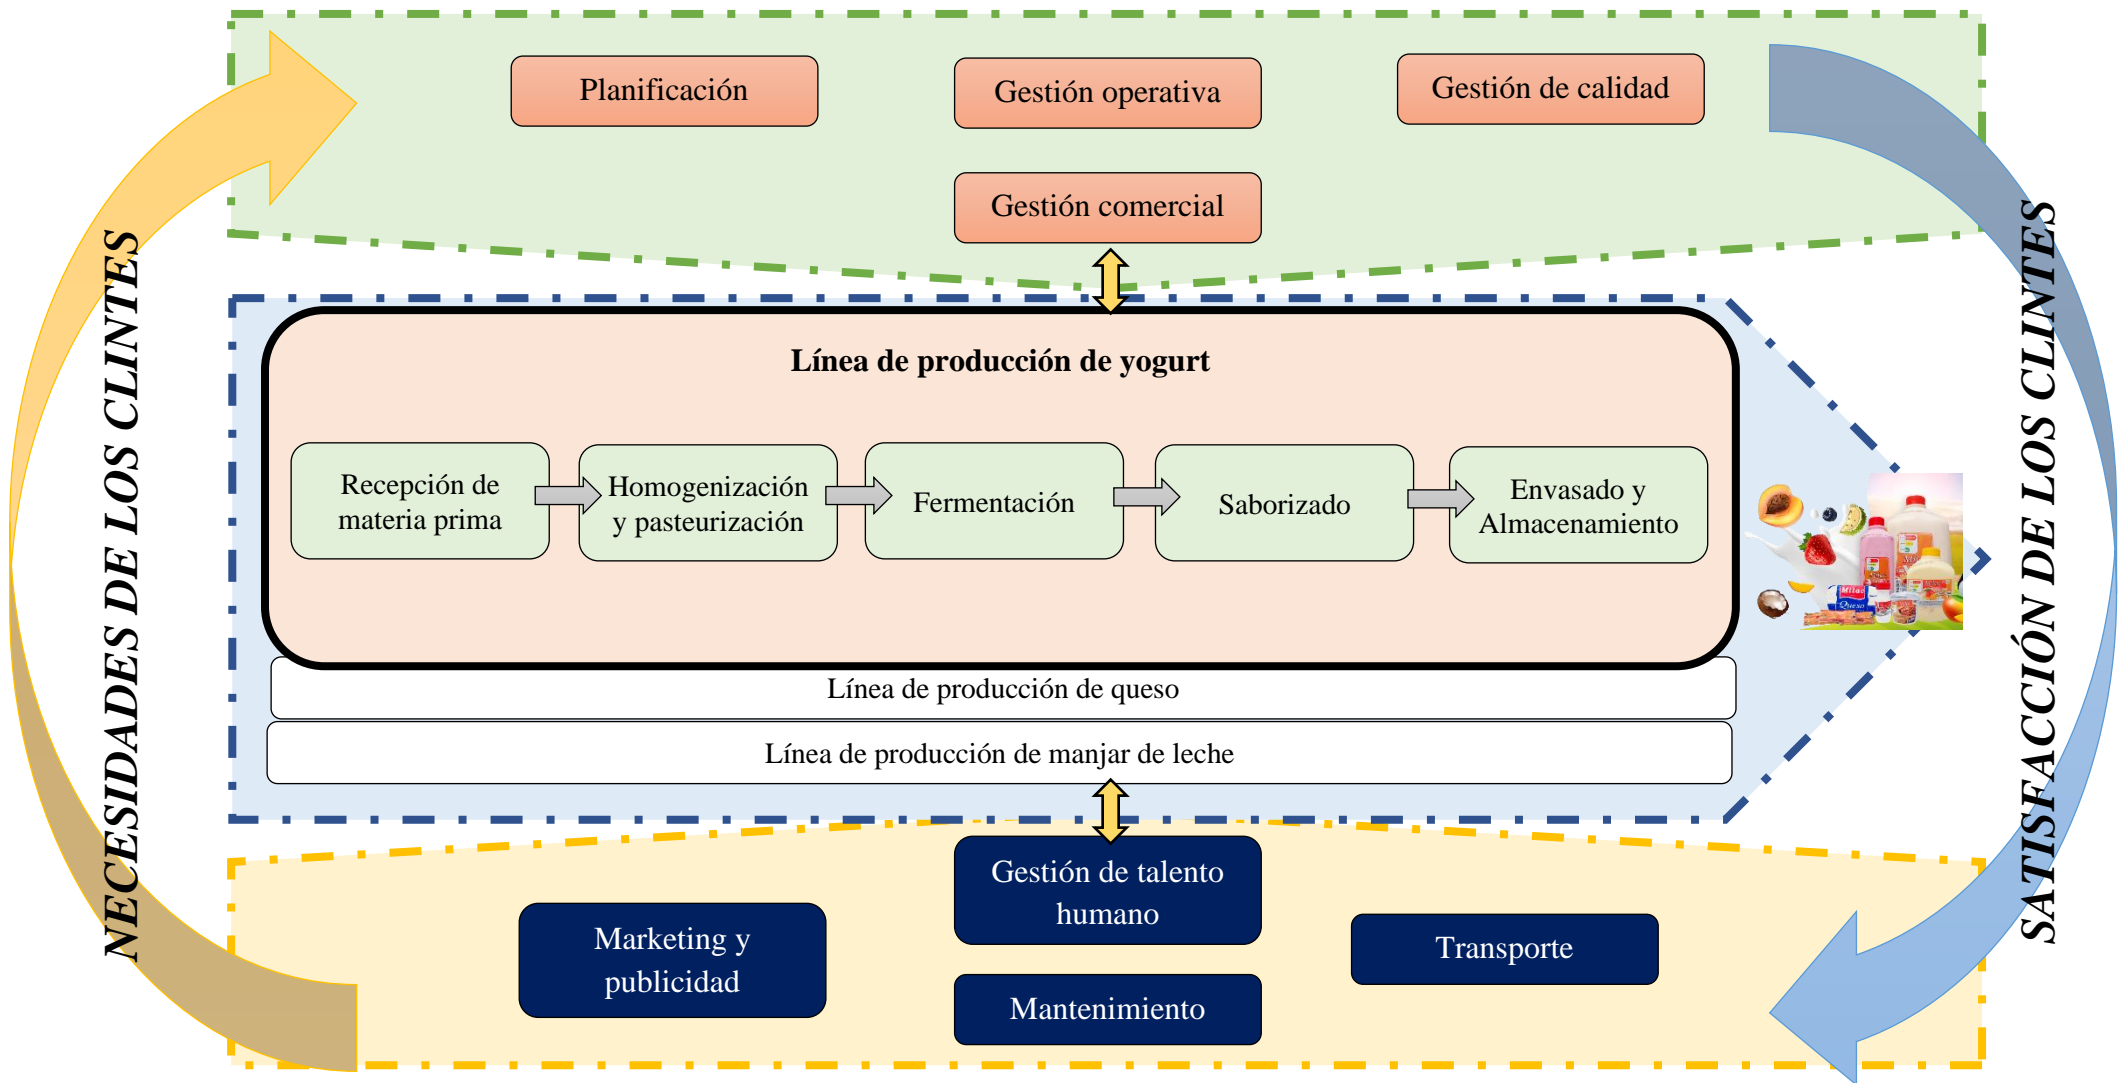 Planificación
Gestión operativa
Gestión de calidad
Gestión comercial
NECESIDADES DE LOS CLINTES
SATISFACCIÓN DE LOS CLINTES
Línea de producción de yogurt
Recepción de
materia prima
Homogenización
y pasteurización
Fermentación
Saborizado
Envasado y
Almacenamiento
Queso
Línea de producción de queso
Línea de producción de manjar de leche
Gestión de talento
humano
Marketing y
publicidad
Transporte
Mantenimiento